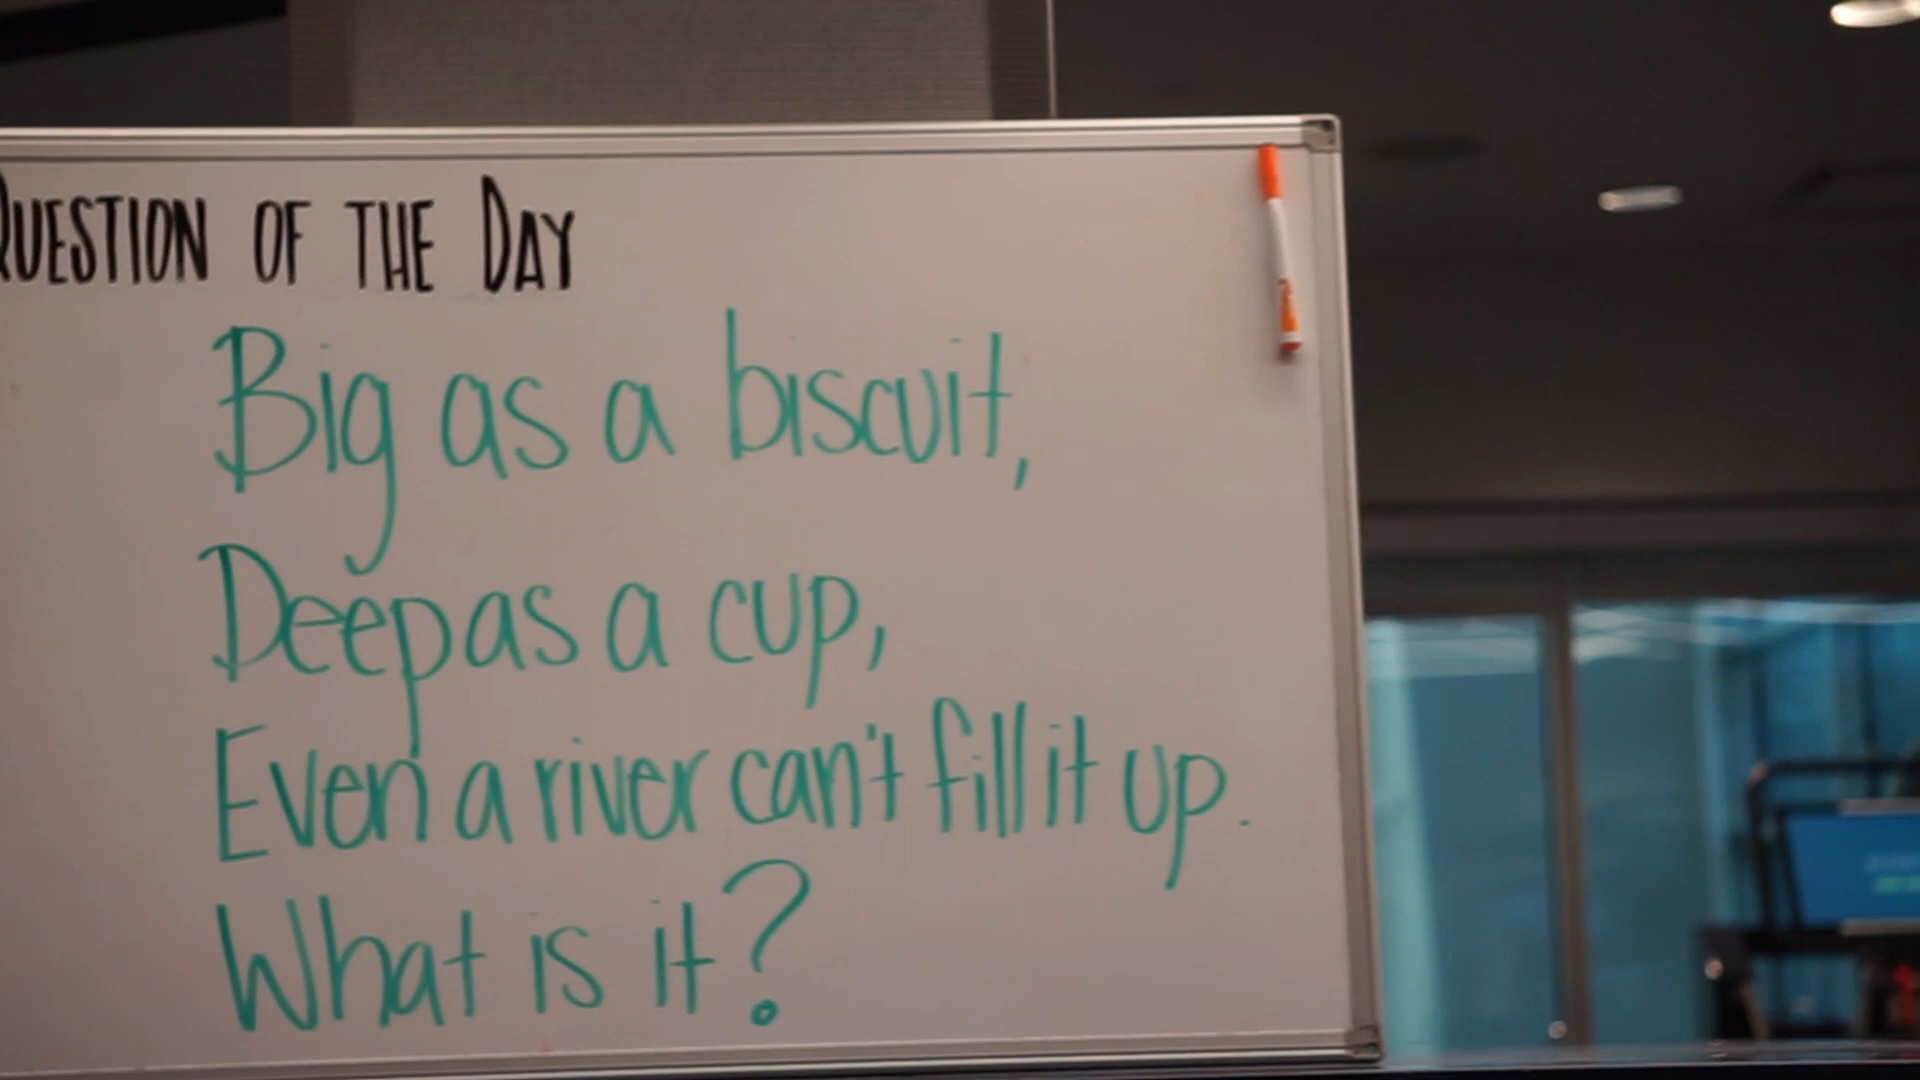 QUESTION OF THE DAY
Big as a biscuit,
Deep as a cup,
Even a river can't fill it up.
What is it?